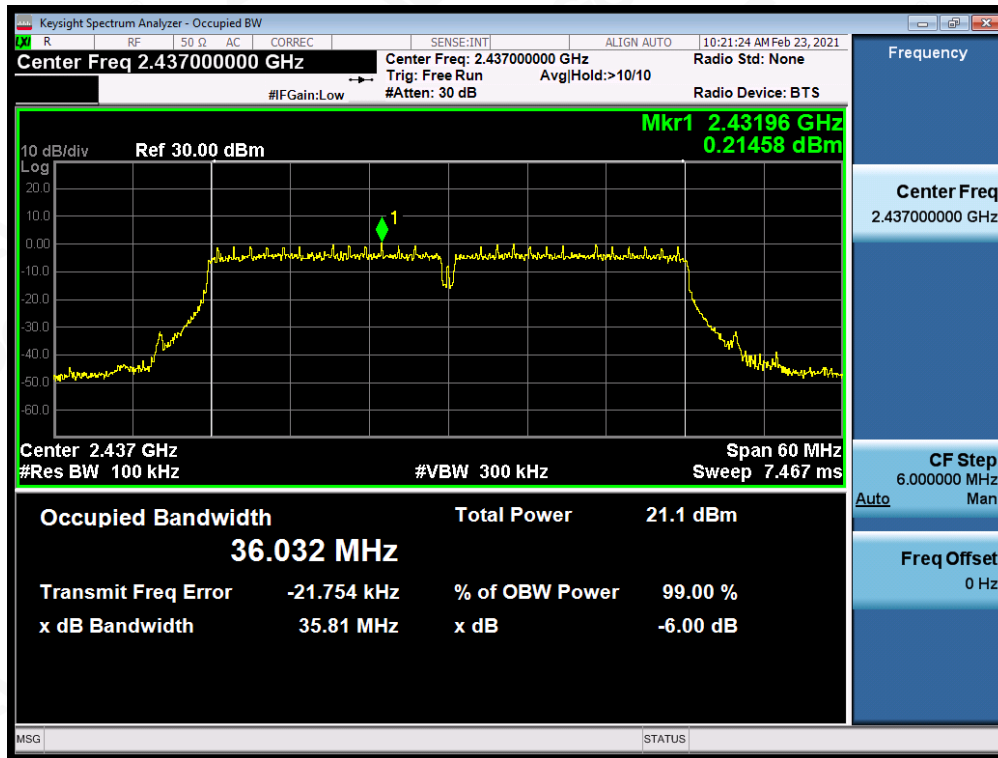 Keysight Spectrum Analyzer - Occupied BW
LXI R RF 50 Ω AC CORREC SENSE:INT ALIGN AUTO 10:21:24 AM Feb 23, 2021
Center Freq 2.437000000 GHz
Center Freq: 2.437000000 GHz
Radio Std: None
Trig: Free Run Avg|Hold:>10/10
#IFGain:Low #Atten: 30 dB Radio Device: BTS
Mkr1 2.43196 GHz
0.21458 dBm
10 dB/div Ref 30.00 dBm
Log
20.0
10.0
0.00
-10.0
-20.0
-30.0
-40.0
-50.0
-60.0
1
Center 2.437 GHz Span 60 MHz
#Res BW 100 kHz #VBW 300 kHz Sweep 7.467 ms
Occupied Bandwidth Total Power 21.1 dBm
36.032 MHz
Transmit Freq Error -21.754 kHz % of OBW Power 99.00 %
x dB Bandwidth 35.81 MHz x dB -6.00 dB
MSG STATUS
Frequency
Center Freq
2.437000000 GHz
CF Step
6.000000 MHz
Auto Man
Freq Offset
0 Hz